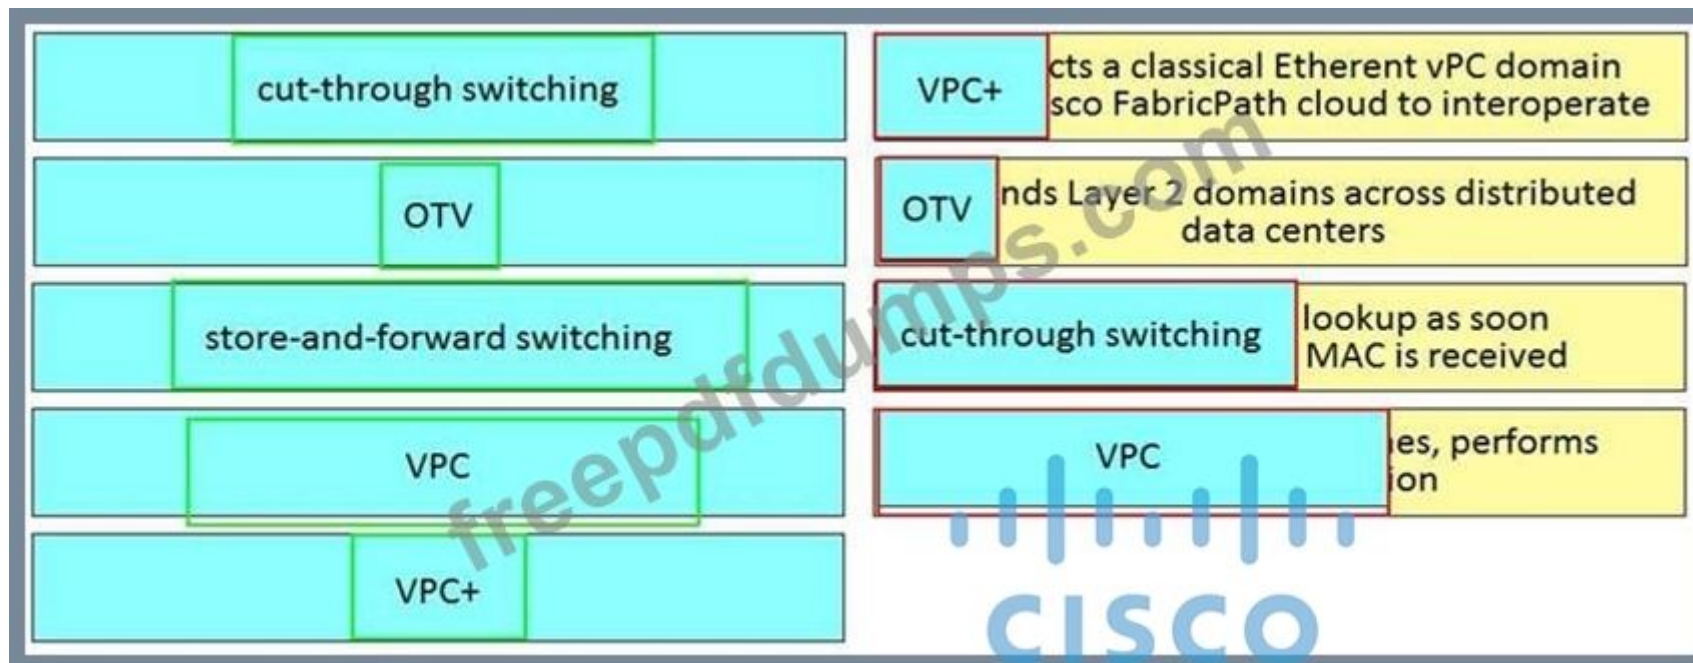 cut-through switching
OTV
store-and-forward switching
VPC
VPC+
VPC+
cts a classical Etherent vPC domain
sco FabricPath cloud to interoperate
OTV
nds Layer 2 domains across distributed
data centers
cut-through switching
lookup as soon
MAC is received
VPC
es, performs
ion
freepdfdumps.com
CISCO